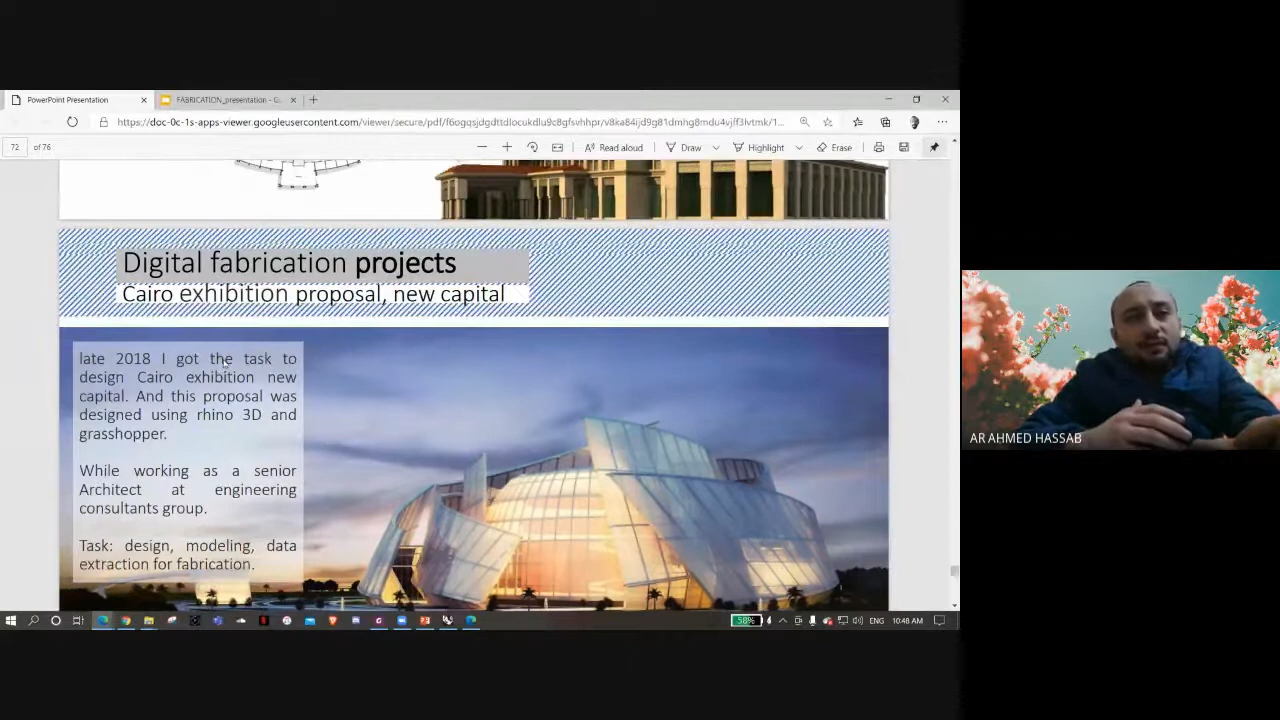 PowerPoint Presentation
FABRICATION_presentation - G
72 of 76
Read aloud
Draw
Highlight
Erase
Digital fabrication projects
Cairo exhibition proposal, new capital
late 2018 I got the task to
design Cairo exhibition new
capital. And this proposal was
designed using rhino 3D and
grasshopper.
While working as a senior
Architect at engineering
consultants group.
Task: design, modeling, data
extraction for fabrication.
AR AHMED HASSAB
58%
ENG
10:48 AM